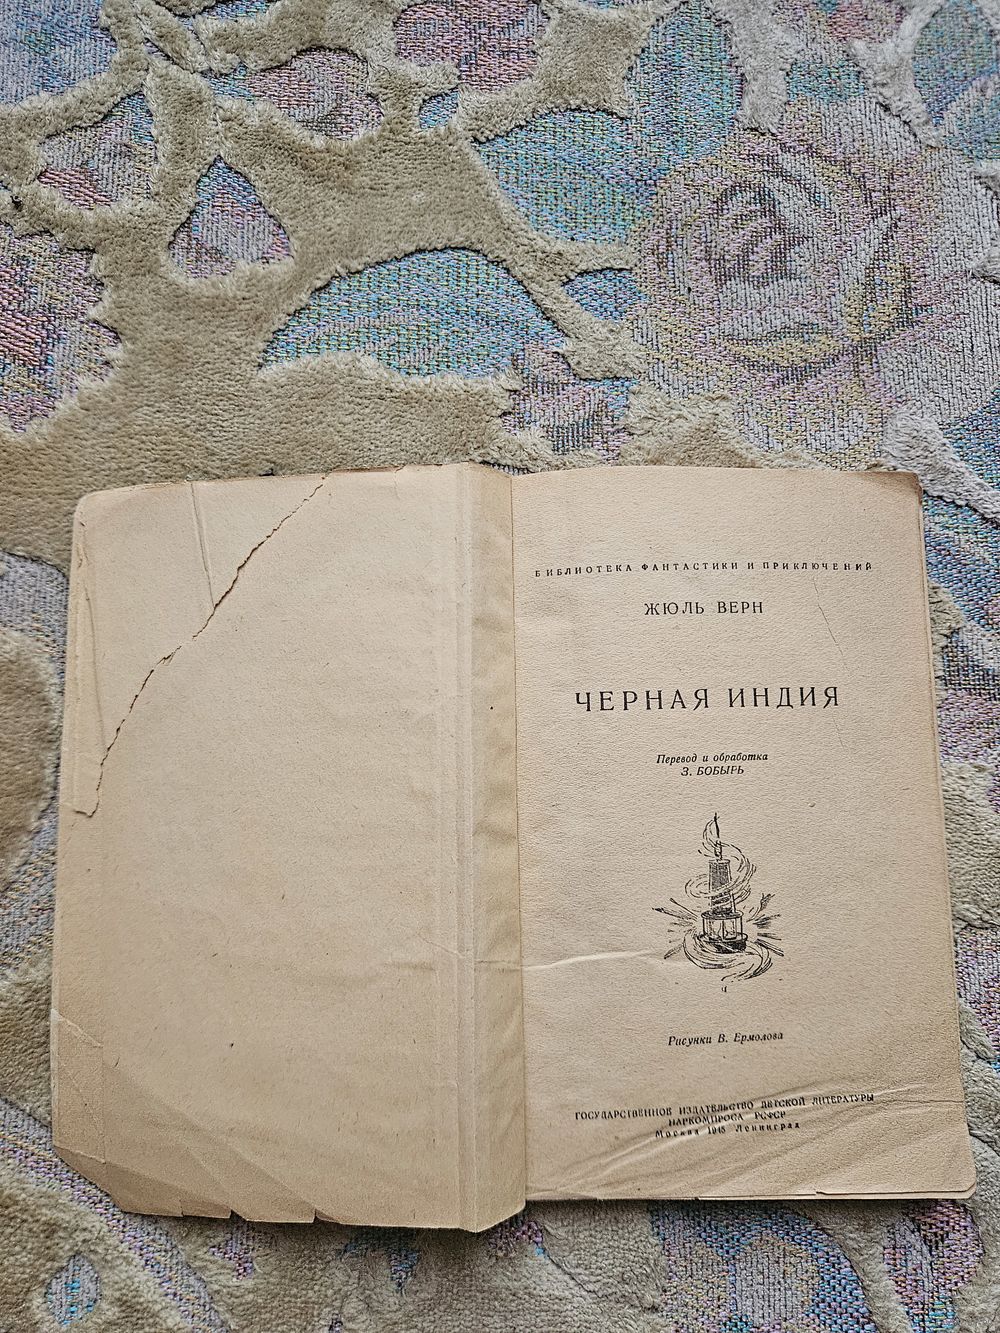 БИБЛИОТЕКА ФАНТАСТИКИ И ПРИКЛЮЧЕНИЙ
ЖЮЛЬ ВЕРН
ЧЕРНАЯ ИНДИЯ
Перевод и обработка
З. БОБЫРЬ
Рисунки В. Ермолова
ГОСУДАРСТВЕННОЕ ИЗДАТЕЛЬСТВО ДЕТСКОЙ ЛИТЕРАТУРЫ
НАРКОМПРОСА РСФСР
Москва 1945 Ленинград